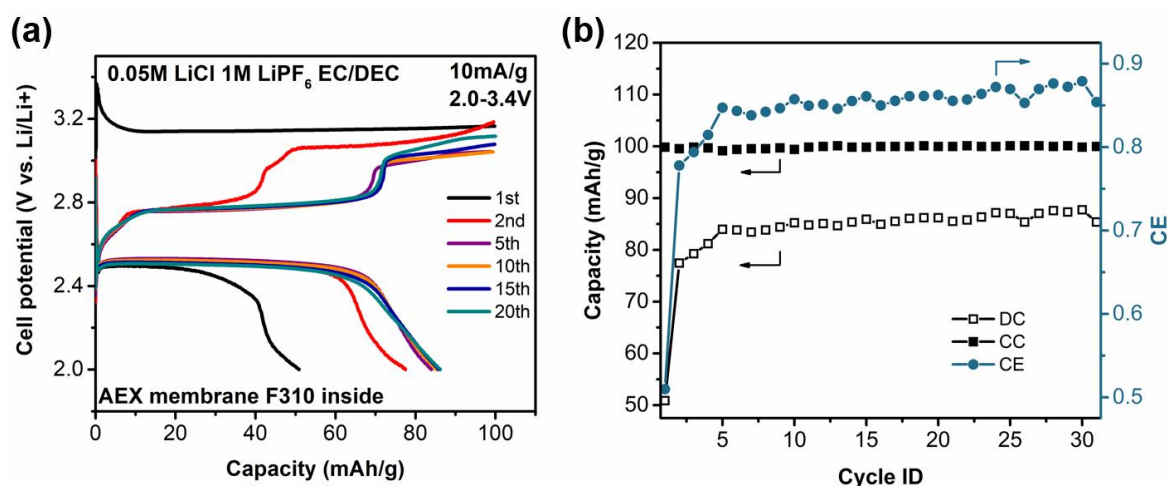 (a)
0.05M LiCl 1M LiPF6 EC/DEC
10mA/g
2.0-3.4V
3.2
2.8
2.4
2.0
Cell potential (V vs. Li/Li+)
1st
2nd
5th
10th
15th
20th
AEX membrane F310 inside
0 20 40 60 80 100
Capacity (mAh/g)
(b)
120
110
100
90
80
70
60
50
Capacity (mAh/g)
0.9
0.8
0.7
0.6
0.5
CE
DC
CC
CE
5 10 15 20 25 30
Cycle ID